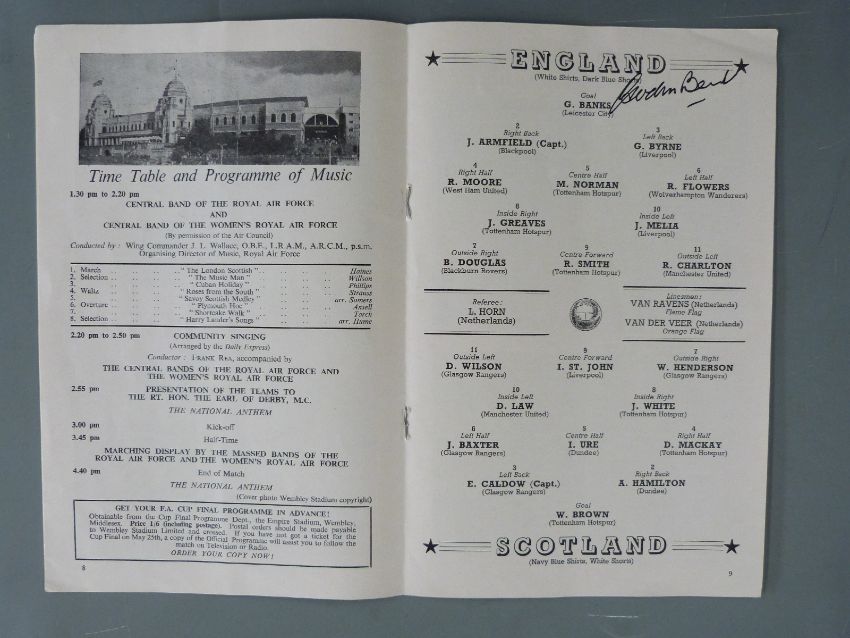 Time Table and Programme of Music
1.30 pm to 2.20 pm
CENTRAL BAND OF THE ROYAL AIR FORCE
AND
CENTRAL BAND OF THE WOMEN'S ROYAL AIR FORCE
(By permission of the Air Council)
Conducted by : Wing Commander J. L. Wallace, O.B.E., L.R.A.M., A.R.C.M., p.s.m.
Organising Director of Music, Royal Air Force
1. March .. .. .. "The London Scottish" .. .. .. Haines
2. Selection .. .. .. "The Music Man" .. .. .. Willson
3. .. .. .. "Cuban Holiday" .. .. .. Phillips
4. Waltz .. .. .. "Roses from the South" .. .. .. Strauss
5. .. .. .. "Savoy Scottish Medley" .. .. .. arr. Somers
6. Overture .. .. .. "Plymouth Hoe" .. .. .. Ansell
7. .. .. .. "Shortcake Walk" .. .. .. Torch
8. Selection .. .. .. "Harry Lauder's Songs" .. .. .. arr. Hume
2.20 pm to 2.50 pm COMMUNITY SINGING
(Arranged by the Daily Express)
Conductor : FRANK REA, accompanied by
THE CENTRAL BANDS OF THE ROYAL AIR FORCE AND
THE WOMEN'S ROYAL AIR FORCE
2.55 pm PRESENTATION OF THE TEAMS TO
THE RT. HON. THE EARL OF DERBY, M.C.
THE NATIONAL ANTHEM
3.00 pm Kick-off
3.45 pm Half-Time
MARCHING DISPLAY BY THE MASSED BANDS OF THE
ROYAL AIR FORCE AND THE WOMEN'S ROYAL AIR FORCE
4.40 pm End of Match
THE NATIONAL ANTHEM
(Cover photo Wembley Stadium copyright)
GET YOUR F.A. CUP FINAL PROGRAMME IN ADVANCE!
Obtainable from the Cup Final Programme Dept., the Empire Stadium, Wembley,
Middlesex. Price 1/6 (including postage). Postal orders should be made payable
to Wembley Stadium Limited and crossed. If you have not got a ticket for the
Cup Final on May 25th, a copy of the Official Programme will assist you to follow the
match on Television or Radio.
ORDER YOUR COPY NOW!
8
ENGLAND
(White Shirts, Dark Blue Shorts)
Gordon Banks
Goal
G. BANKS
(Leicester City)
2
Right Back
J. ARMFIELD (Capt.)
(Blackpool)
3
Left Back
G. BYRNE
(Liverpool)
4
Right Half
R. MOORE
(West Ham United)
5
Centre Half
M. NORMAN
(Tottenham Hotspur)
6
Left Half
R. FLOWERS
(Wolverhampton Wanderers)
8
Inside Right
J. GREAVES
(Tottenham Hotspur)
10
Inside Left
J. MELIA
(Liverpool)
7
Outside Right
B. DOUGLAS
(Blackburn Rovers)
9
Centre Forward
R. SMITH
(Tottenham Hotspur)
11
Outside Left
R. CHARLTON
(Manchester United)
Referee :
L. HORN
(Netherlands)
Linesmen :
VAN RAVENS (Netherlands)
Flame Flag
VAN DER VEER (Netherlands)
Orange Flag
11
Outside Left
D. WILSON
(Glasgow Rangers)
9
Centre Forward
I. ST. JOHN
(Liverpool)
7
Outside Right
W. HENDERSON
(Glasgow Rangers)
10
Inside Left
D. LAW
(Manchester United)
8
Inside Right
J. WHITE
(Tottenham Hotspur)
6
Left Half
J. BAXTER
(Glasgow Rangers)
5
Centre Half
I. URE
(Dundee)
4
Right Half
D. MACKAY
(Tottenham Hotspur)
3
Left Back
E. CALDOW (Capt.)
(Glasgow Rangers)
2
Right Back
A. HAMILTON
(Dundee)
Goal
W. BROWN
(Tottenham Hotspur)
SCOTLAND
(Navy Blue Shirts, White Shorts)
9